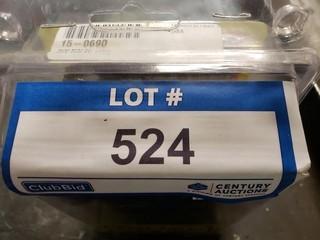 15-0690
LOT #
524
ClubBid
CENTURY
AUCTIONS